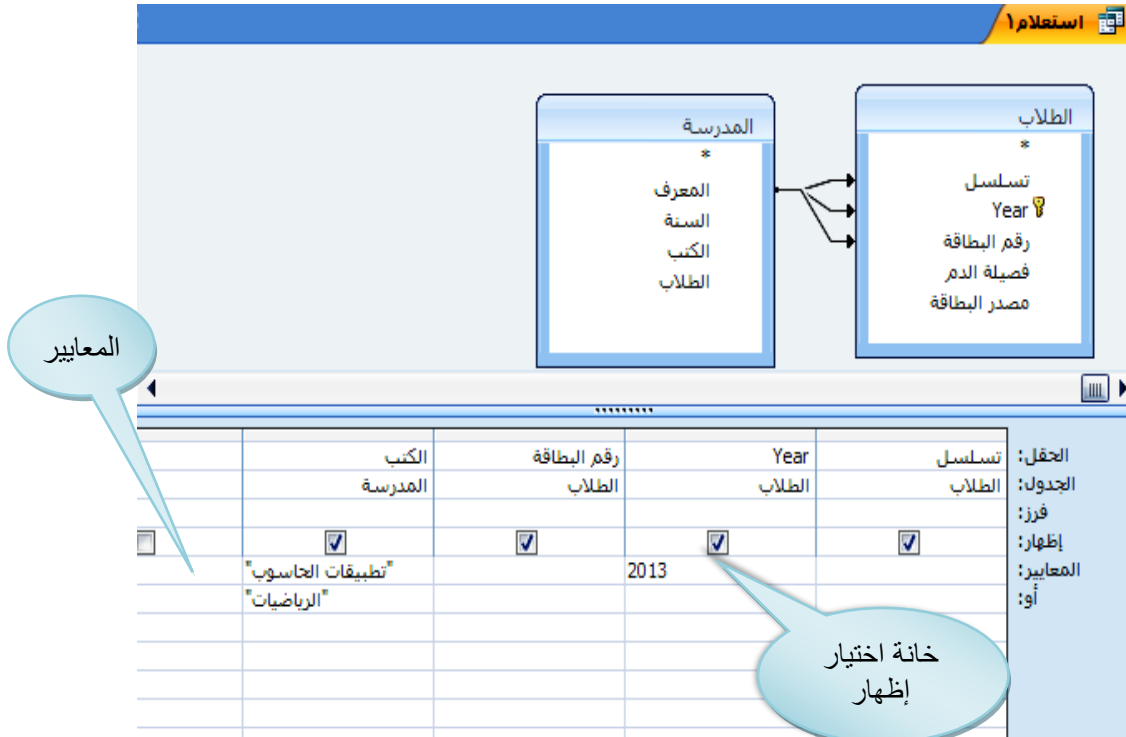 استعلام١
الطلاب
*
تسلسل
Year
رقم البطاقة
فصيلة الدم
مصدر البطاقة
المدرسة
*
المعرف
السنة
الكتب
الطلاب
المعايير
الحقل: تسلسل Year رقم البطاقة الكتب
الجدول: الطلاب الطلاب الطلاب المدرسة
فرز:
إظهار:
المعايير: 2013 "تطبيقات الحاسوب"
أو: "الرياضيات"
خانة اختيار
إظهار